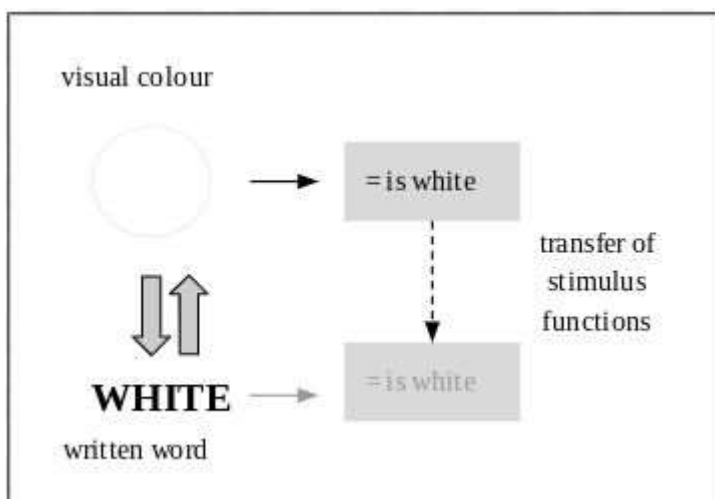 visual colour
= is white
transfer of
stimulus
functions
= is white
WHITE
written word